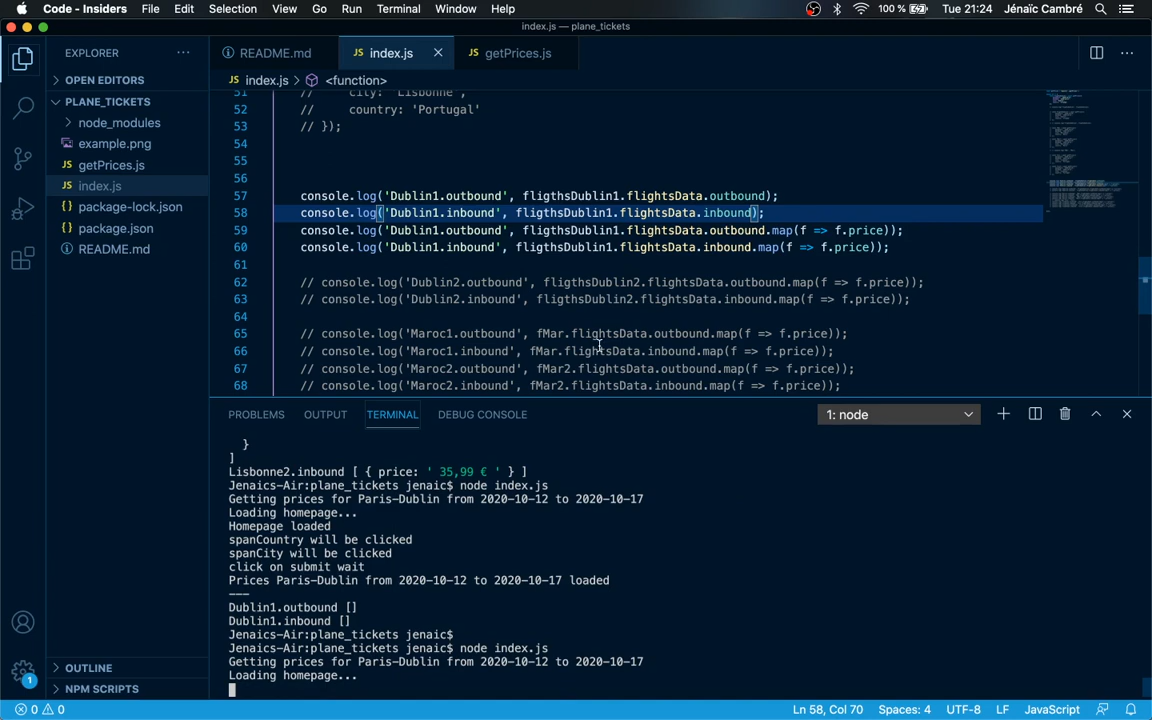 Code - Insiders File Edit Selection View Go Run Terminal Window Help 100 % Tue 21:24 Jénaïc Cambré
index.js — plane_tickets
EXPLORER ...
README.md JS index.js JS getPrices.js
JS index.js > <function>
OPEN EDITORS
PLANE_TICKETS
node_modules
example.png
JS getPrices.js
JS index.js
{} package-lock.json
{} package.json
README.md
OUTLINE
NPM SCRIPTS
1
51 // city: 'Lisbonne',
52 // country: 'Portugal'
53 // });
54
55
56
57 console.log('Dublin1.outbound', fligthsDublin1.flightsData.outbound);
58 console.log('Dublin1.inbound', fligthsDublin1.flightsData.inbound);
59 console.log('Dublin1.outbound', fligthsDublin1.flightsData.outbound.map(f => f.price));
60 console.log('Dublin1.inbound', fligthsDublin1.flightsData.inbound.map(f => f.price));
61
62 // console.log('Dublin2.outbound', fligthsDublin2.flightsData.outbound.map(f => f.price));
63 // console.log('Dublin2.inbound', fligthsDublin2.flightsData.inbound.map(f => f.price));
64
65 // console.log('Maroc1.outbound', fMar.flightsData.outbound.map(f => f.price));
66 // console.log('Maroc1.inbound', fMar.flightsData.inbound.map(f => f.price));
67 // console.log('Maroc2.outbound', fMar2.flightsData.outbound.map(f => f.price));
68 // console.log('Maroc2.inbound', fMar2.flightsData.inbound.map(f => f.price));
PROBLEMS OUTPUT TERMINAL DEBUG CONSOLE 1: node
}
]
Lisbonne2.inbound [ { price: ' 35,99 € ' } ]
Jenaics-Air:plane_tickets jenaic$ node index.js
Getting prices for Paris-Dublin from 2020-10-12 to 2020-10-17
Loading homepage...
Homepage loaded
spanCountry will be clicked
spanCity will be clicked
click on submit wait
Prices Paris-Dublin from 2020-10-12 to 2020-10-17 loaded
---
Dublin1.outbound []
Dublin1.inbound []
Jenaics-Air:plane_tickets jenaic$
Jenaics-Air:plane_tickets jenaic$ node index.js
Getting prices for Paris-Dublin from 2020-10-12 to 2020-10-17
Loading homepage...
0 0 Ln 58, Col 70 Spaces: 4 UTF-8 LF JavaScript